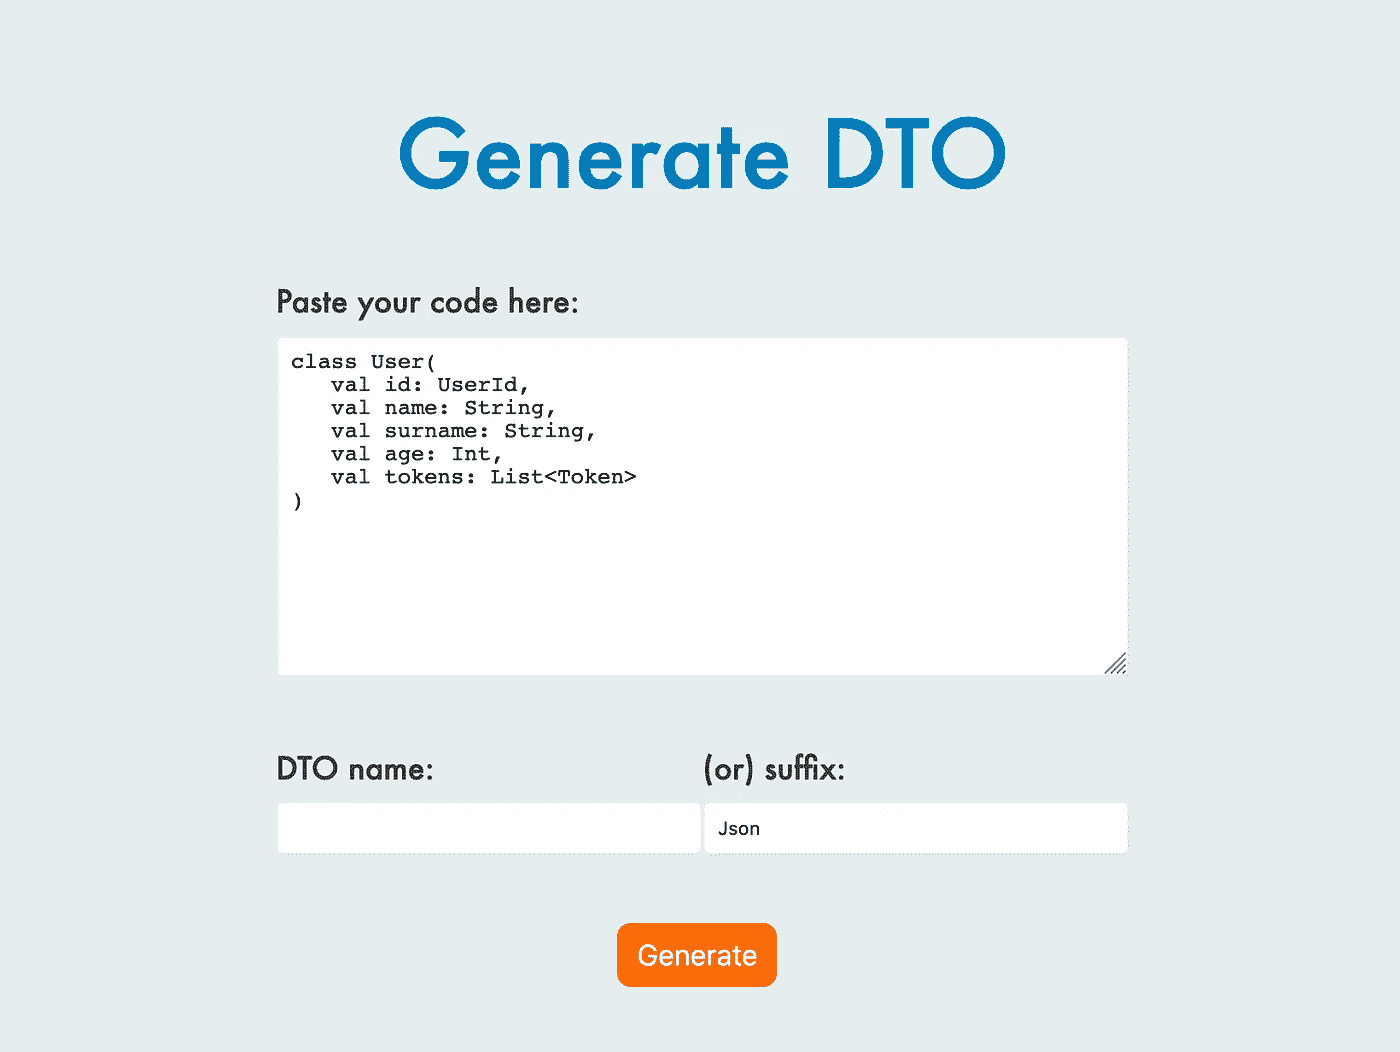 Generate DTO
Paste your code here:
class User(
   val id: UserId,
   val name: String,
   val surname: String,
   val age: Int,
   val tokens: List<Token>
)
DTO name:
(or) suffix:
Json
Generate